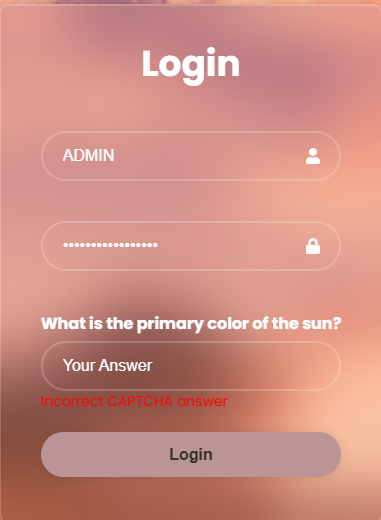 Login
ADMIN
•••••••••••••••••
What is the primary color of the sun?
Your Answer
Incorrect CAPTCHA answer
Login